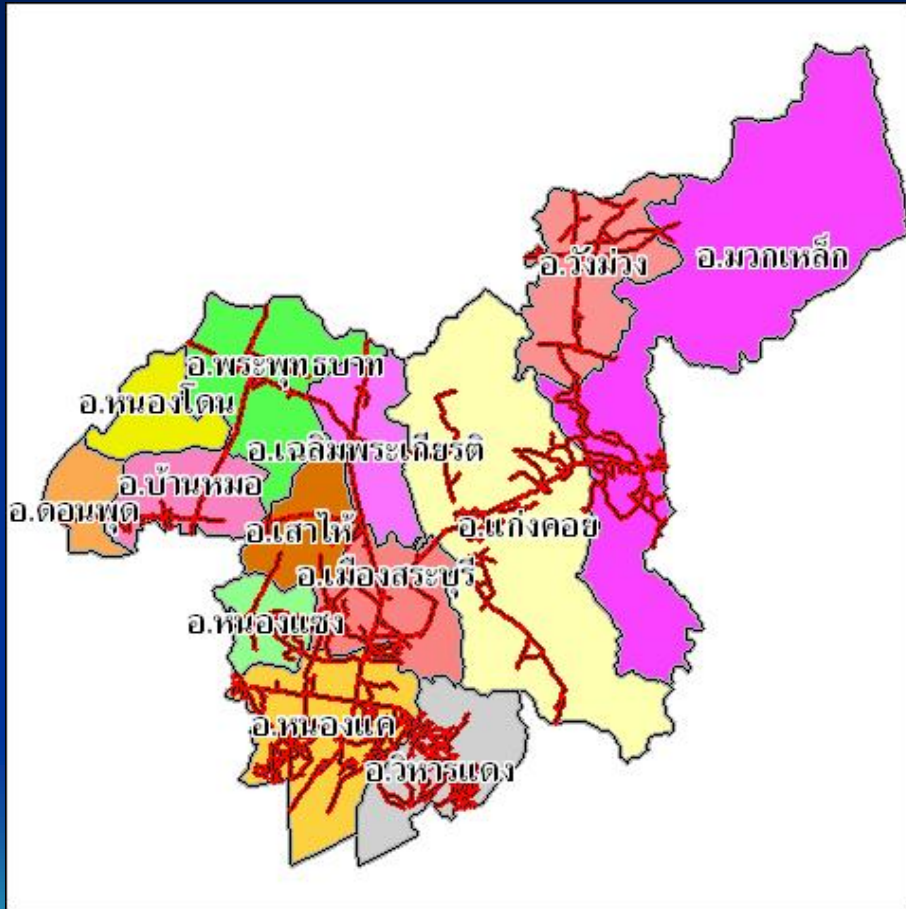 อ.วังม่วง
อ.มวกเหล็ก
อ.พระพุทธบาท
อ.หนองโดน
อ.เฉลิมพระเกียรติ
อ.บ้านหมอ
อ.ดอนพุด
อ.เสาไห้
อ.แก่งคอย
อ.เมืองสระบุรี
อ.หนองแซง
อ.หนองแค
อ.วิหารแดง